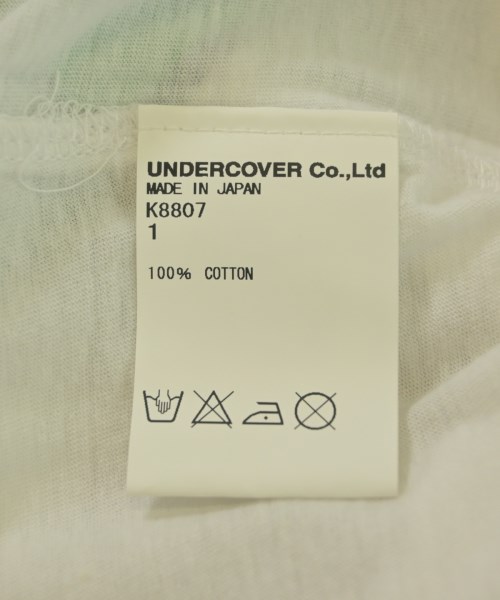 UNDERCOVER Co.,Ltd
MADE IN JAPAN
K8807
1
100% COTTON